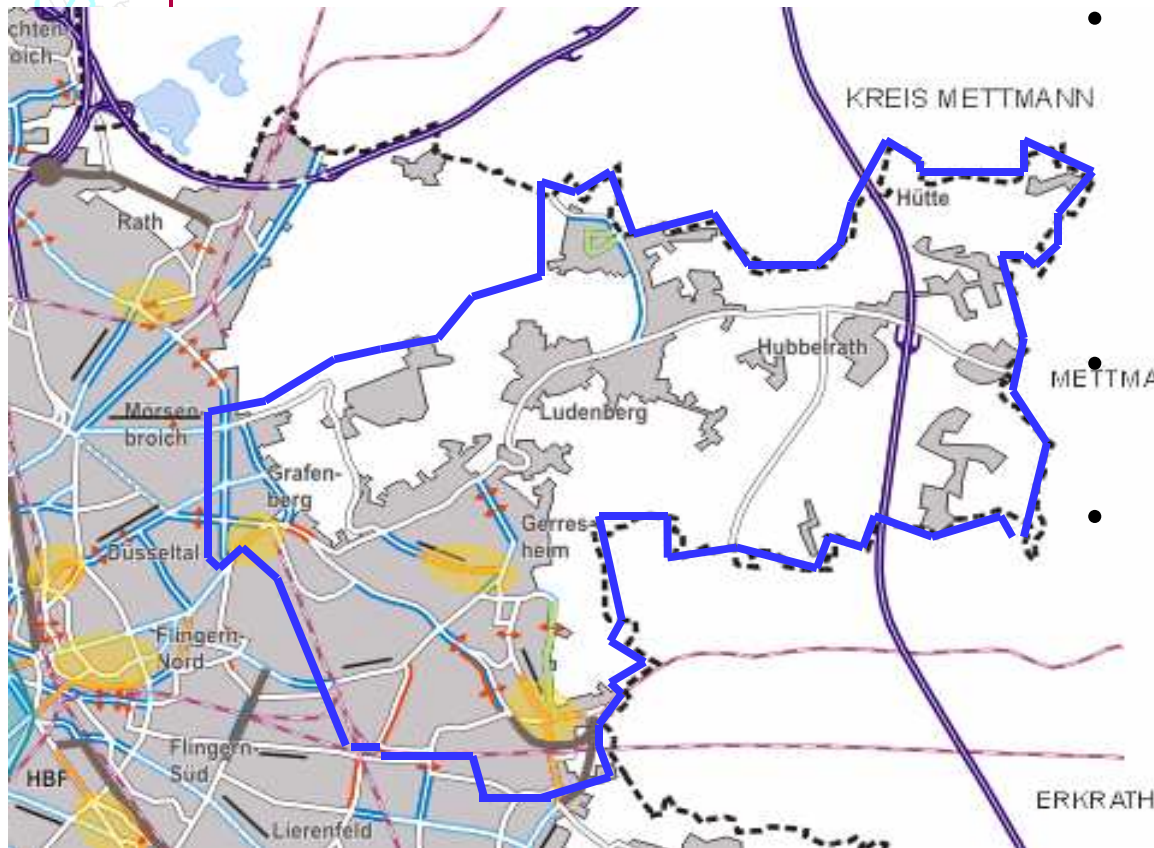 chten-
oich
KREIS METTMANN
Hütte
Rath
Hubbelrath
METTMA
Mörsen-
broich
Ludenberg
Grafen-
berg
Gerres-
heim
Düsseltal
Flingern-
Nord
Flingern-
Süd
HBF
ERKRATH
Lierenfeld